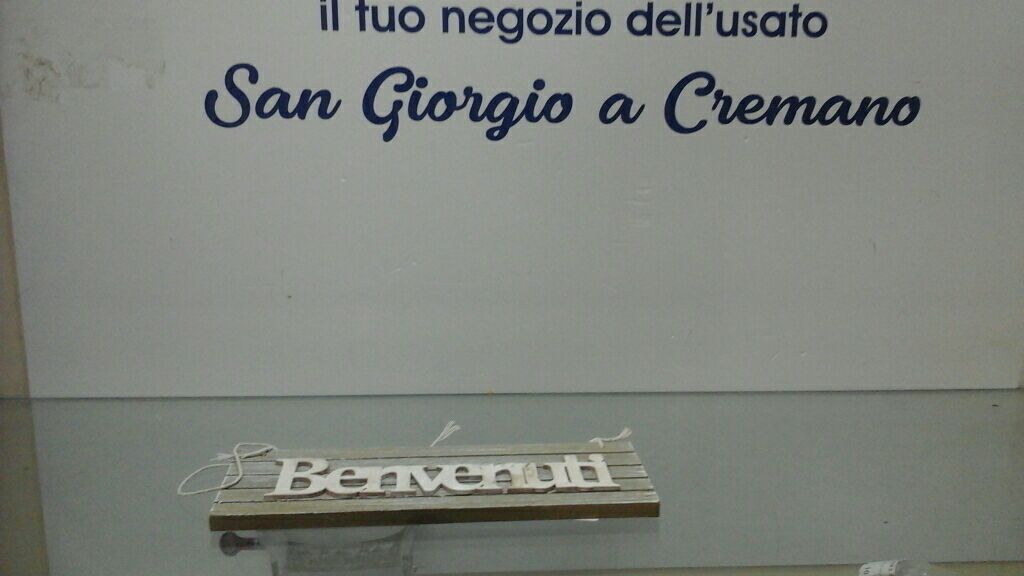 il tuo negozio dell'usato
San Giorgio a Cremano
Benvenuti